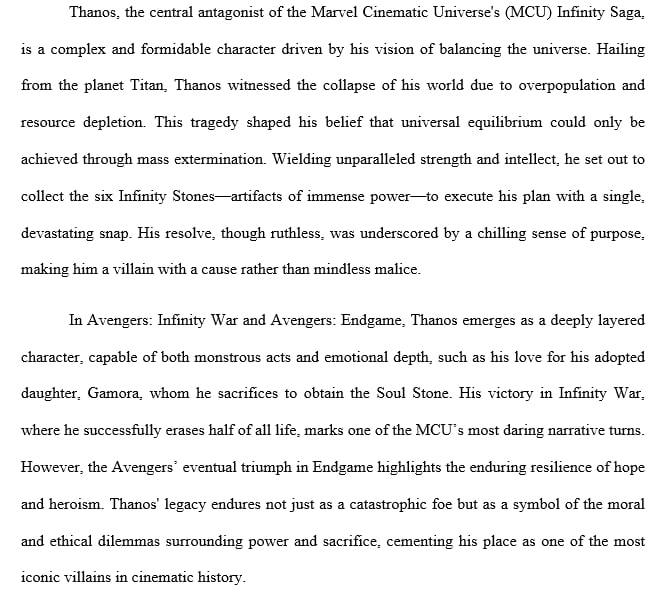 Thanos, the central antagonist of the Marvel Cinematic Universe's (MCU) Infinity Saga,
is a complex and formidable character driven by his vision of balancing the universe. Hailing
from the planet Titan, Thanos witnessed the collapse of his world due to overpopulation and
resource depletion. This tragedy shaped his belief that universal equilibrium could only be
achieved through mass extermination. Wielding unparalleled strength and intellect, he set out to
collect the six Infinity Stones—artifacts of immense power—to execute his plan with a single,
devastating snap. His resolve, though ruthless, was underscored by a chilling sense of purpose,
making him a villain with a cause rather than mindless malice.
In Avengers: Infinity War and Avengers: Endgame, Thanos emerges as a deeply layered
character, capable of both monstrous acts and emotional depth, such as his love for his adopted
daughter, Gamora, whom he sacrifices to obtain the Soul Stone. His victory in Infinity War,
where he successfully erases half of all life, marks one of the MCU’s most daring narrative turns.
However, the Avengers’ eventual triumph in Endgame highlights the enduring resilience of hope
and heroism. Thanos' legacy endures not just as a catastrophic foe but as a symbol of the moral
and ethical dilemmas surrounding power and sacrifice, cementing his place as one of the most
iconic villains in cinematic history.